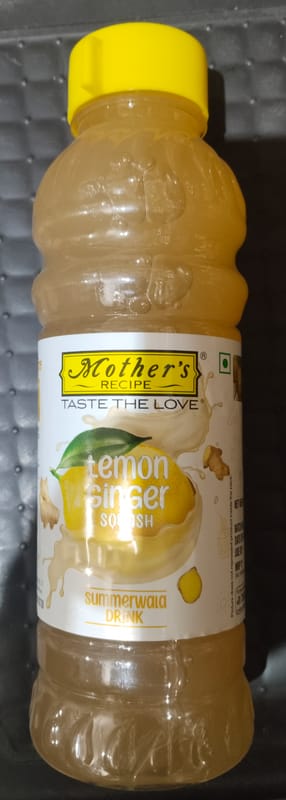 Mother's®
RECIPE
TASTE THE LOVE
Lemon
Ginger
SQUASH
summerwala
DRINK